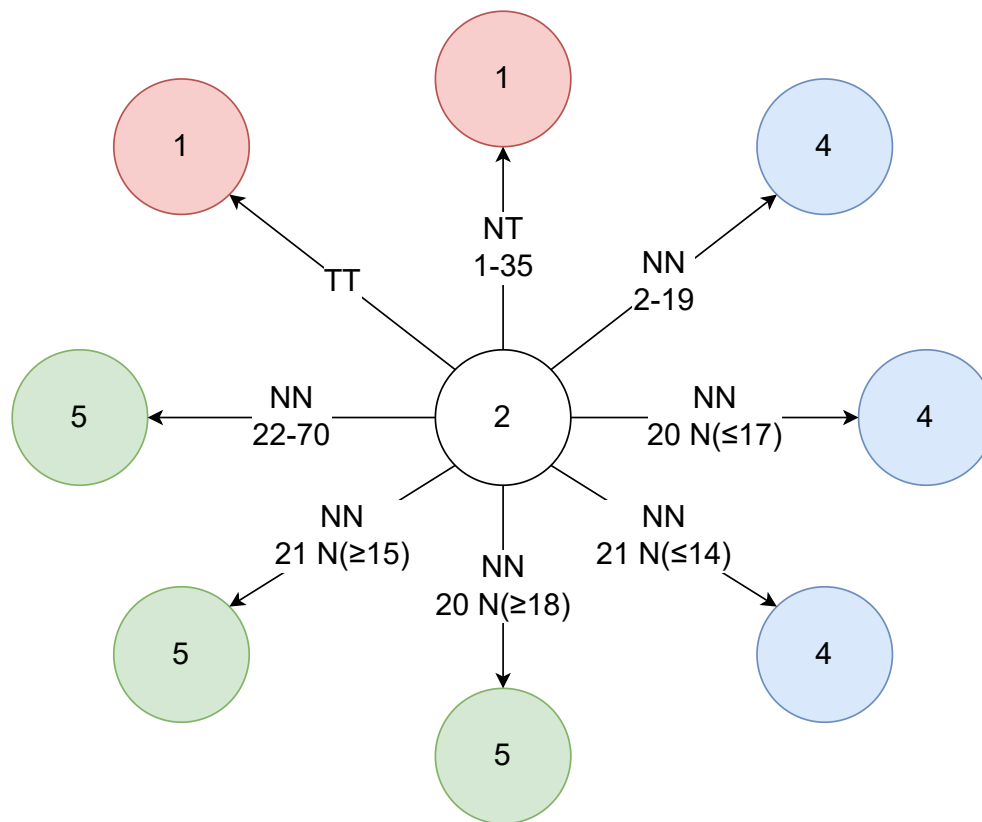 1
1
4
NT
1-35
NN
2-19
TT
5
NN
22-70
2
NN
20 N(≤17)
4
NN
21 N(≥15)
NN
20 N(≥18)
NN
21 N(≤14)
5
5
4